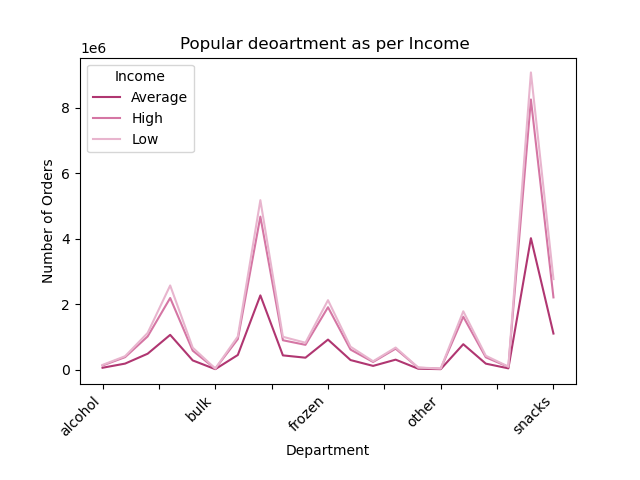 Popular deoartment as per Income
1e6
Income
Average
High
Low
8
6
4
2
0
Number of Orders
alcohol
bulk
frozen
other
snacks
Department